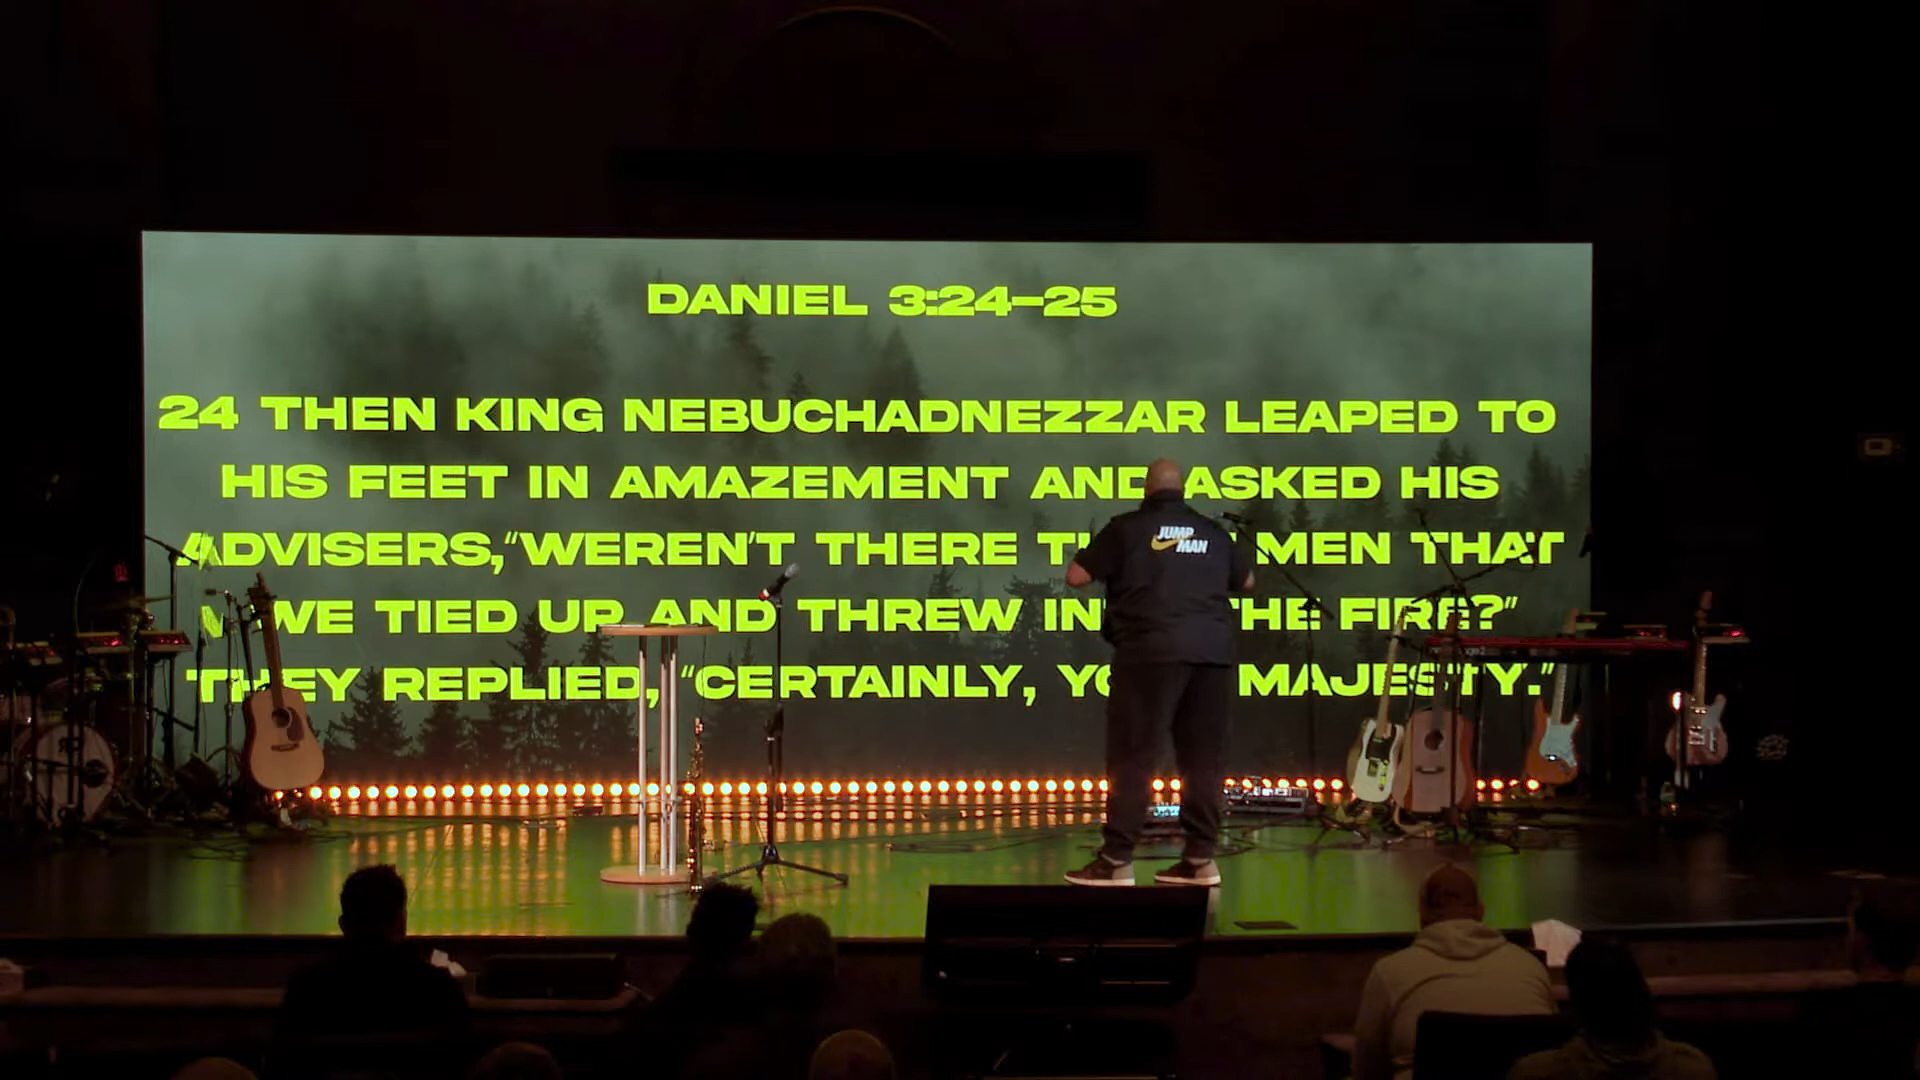 DANIEL 3:24–25
24 THEN KING NEBUCHADNEZZAR LEAPED TO
HIS FEET IN AMAZEMENT AND ASKED HIS
ADVISERS, “WEREN'T THERE MEN THAT
WE TIED UP AND THREW THE FIRE?”
THEY REPLIED, “CERTAINLY, MAJESTY.”
JUMP
MAN